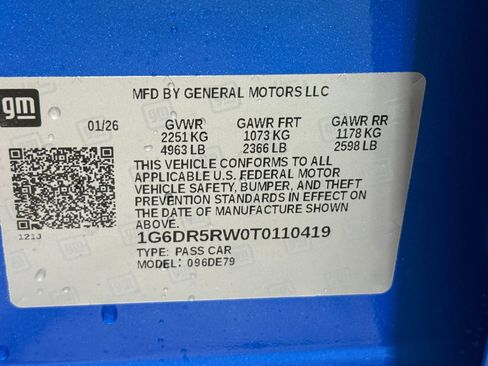 gm
MFD BY GENERAL MOTORS LLC
01/26 GVWR GAWR FRT GAWR RR
2251 KG 1073 KG 1178 KG
4963 LB 2366 LB 2598 LB
THIS VEHICLE CONFORMS TO ALL
APPLICABLE U.S. FEDERAL MOTOR
VEHICLE SAFETY, BUMPER, AND THEFT
PREVENTION STANDARDS IN EFFECT ON
THE DATE OF MANUFACTURE SHOWN
ABOVE.
121J
1G6DR5RW0T0110419
TYPE: PASS CAR
MODEL: 096DE79